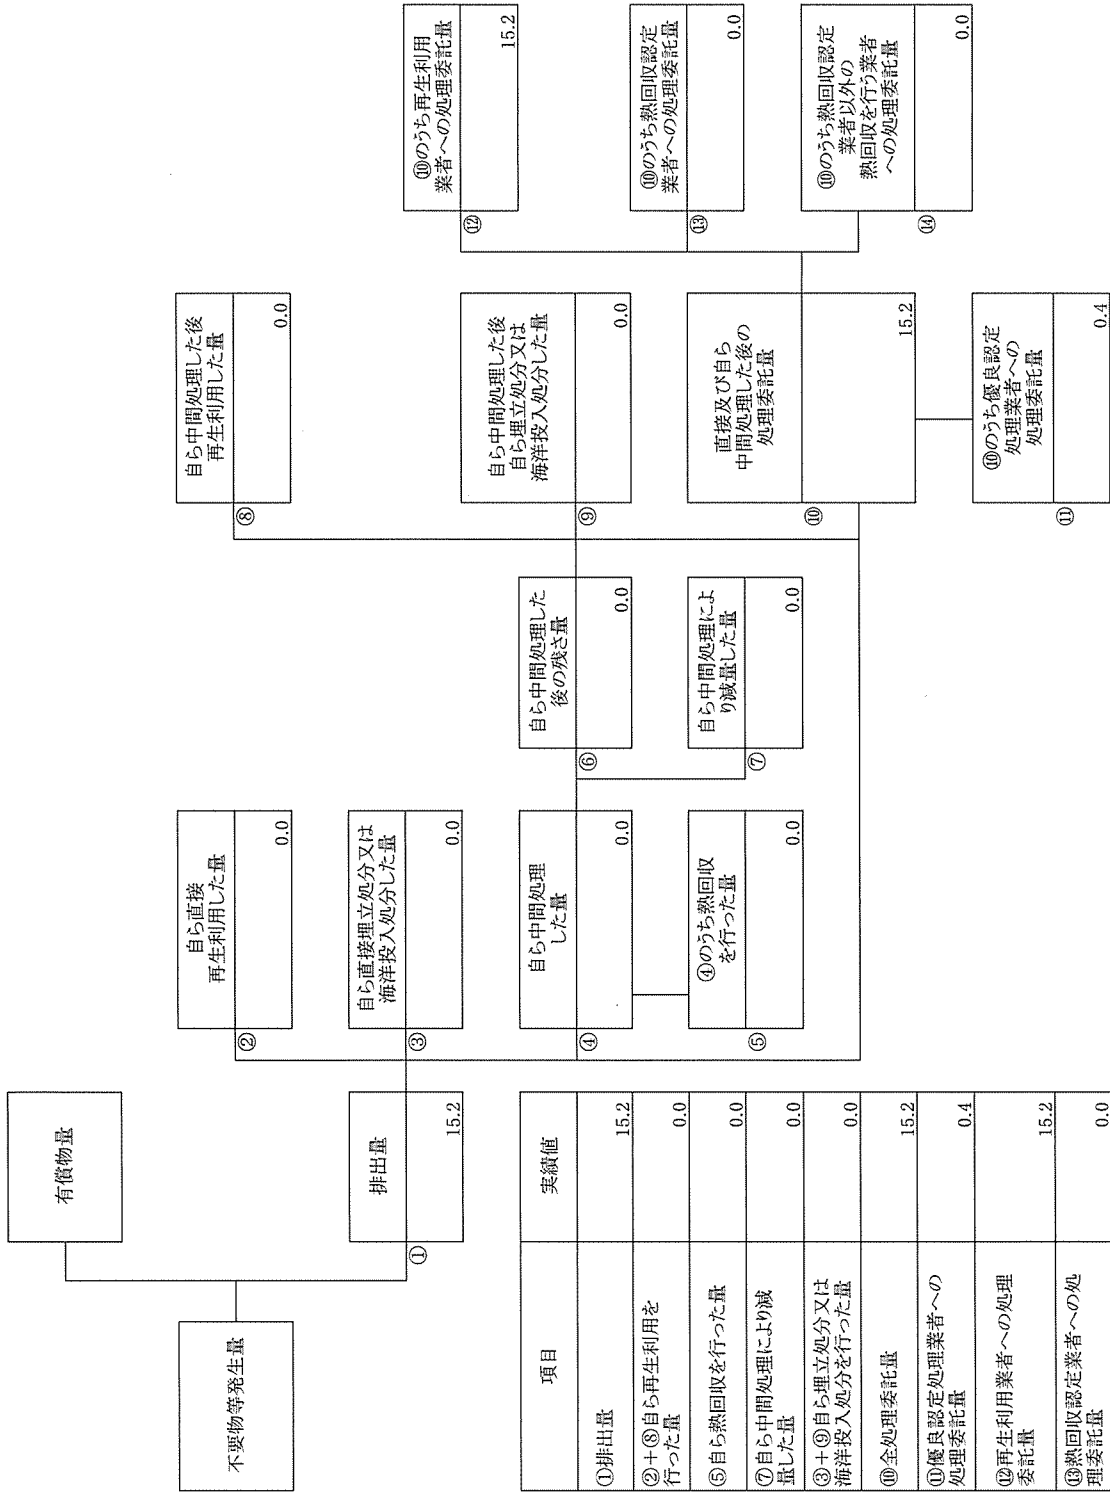 不要物等発生量
有償物量
排出量
①
15.2
自ら直接
再生利用した量
②
0.0
自ら直接埋立処分又は
海洋投入処分した量
③
0.0
自ら中間処理
した量
④
0.0
④のうち熱回収
を行った量
⑤
0.0
自ら中間処理した
後の残さ量
⑥
0.0
自ら中間処理によ
り減量した量
⑦
0.0
自ら中間処理した後
再生利用した量
⑧
0.0
自ら中間処理した後
自ら埋立処分又は
海洋投入処分した量
⑨
0.0
直接及び自ら
中間処理した後の
処理委託量
⑩
15.2
⑩のうち優良認定
処理業者への
処理委託量
⑪
0.4
⑩のうち再生利用
業者への処理委託量
⑫
15.2
⑩のうち熱回収認定
業者への処理委託量
⑬
0.0
⑩のうち熱回収認定
業者以外の
熱回収を行う業者
への処理委託量
⑭
0.0
項目 実績値
①排出量 15.2
②+⑧自ら再生利用を
行った量 0.0
⑤自ら熱回収を行った量 0.0
⑦自ら中間処理により減
量した量 0.0
③+⑨自ら埋立処分又は
海洋投入処分を行った量 0.0
⑩全処理委託量 15.2
⑪優良認定処理業者への
処理委託量 0.4
⑫再生利用業者への処理
委託量 15.2
⑬熱回収認定業者への処
理委託量 0.0